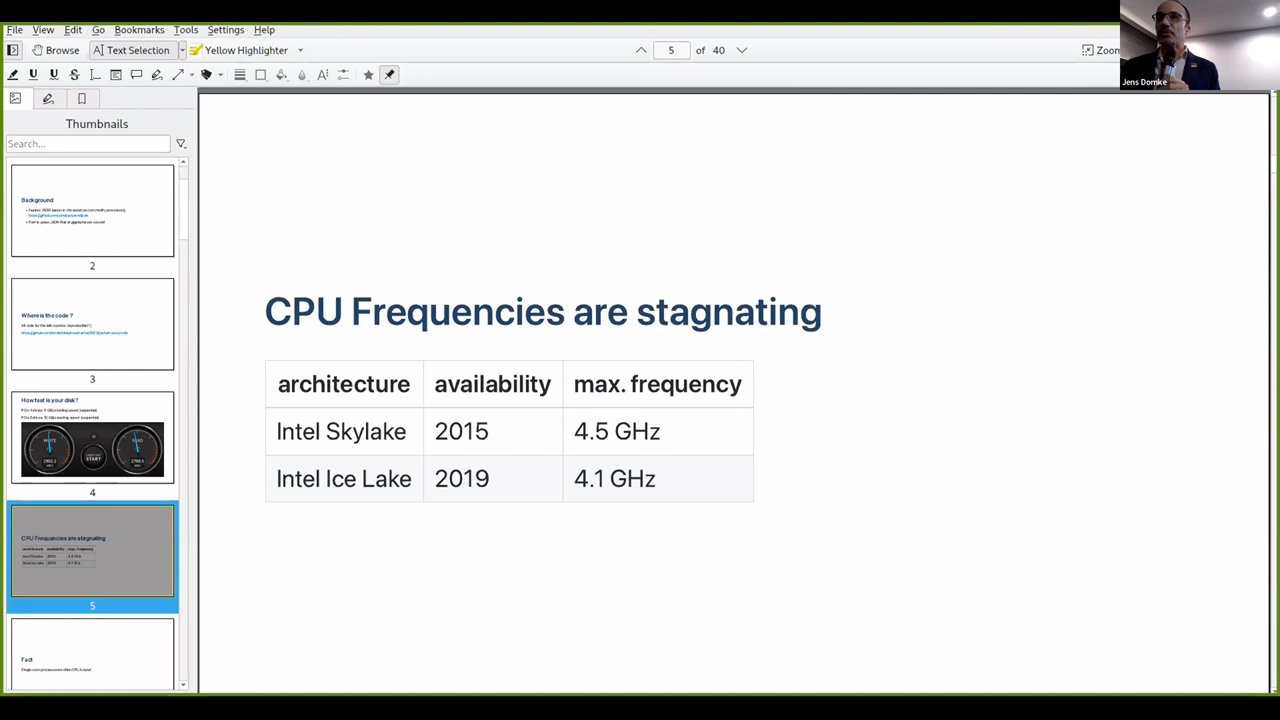 File View Edit Go Bookmarks Tools Settings Help
Browse Text Selection Yellow Highlighter 5 of 40 Zoom
Jens Domke
Thumbnails
Search...
Background
2
Where is the code ?
3
How fast is your disk?
START
4
CPU Frequencies are stagnating
5
Fact
CPU Frequencies are stagnating
architecture availability max. frequency
Intel Skylake 2015 4.5 GHz
Intel Ice Lake 2019 4.1 GHz